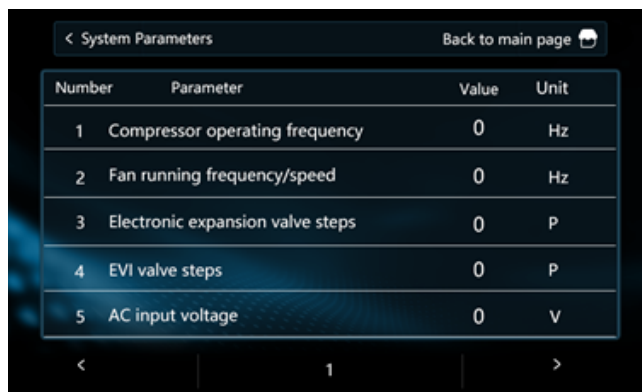 < System Parameters Back to main page
Number Parameter Value Unit
1 Compressor operating frequency 0 Hz
2 Fan running frequency/speed 0 Hz
3 Electronic expansion valve steps 0 P
4 EVI valve steps 0 P
5 AC input voltage 0 V
< 1 >